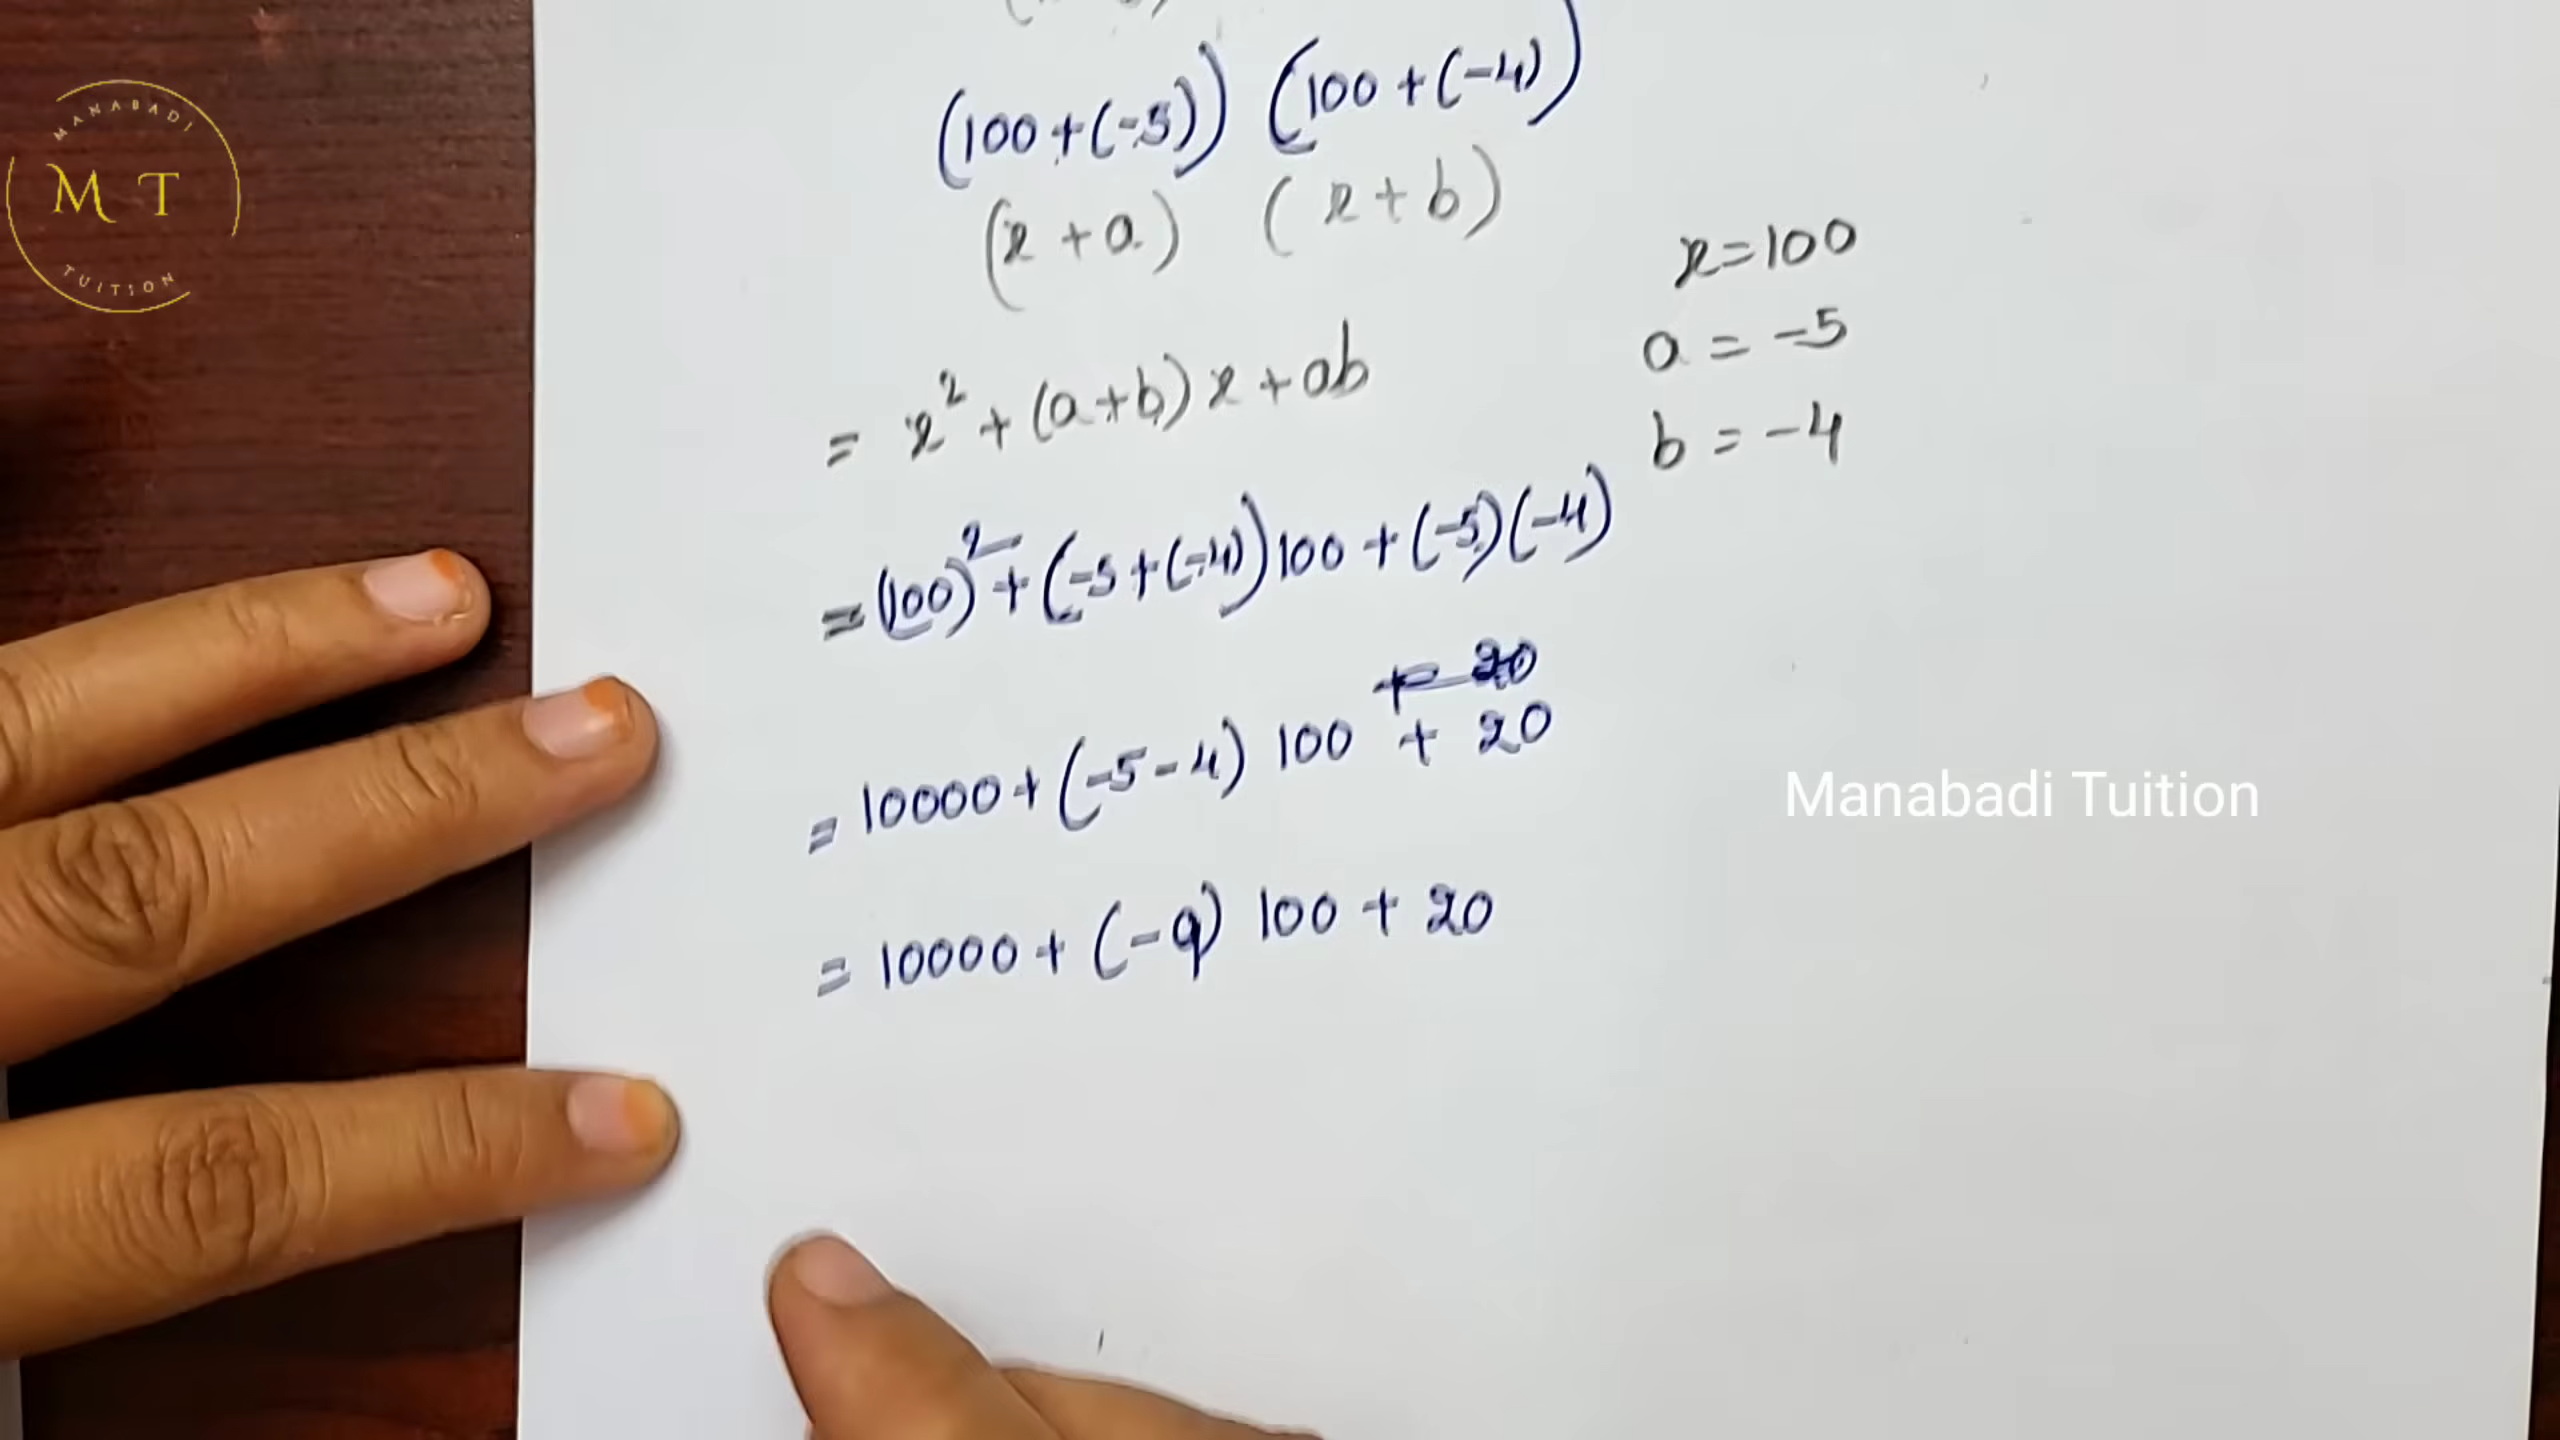 (100+(-5)) (100+(-4))
(x+a) (x+b)
x=100
a = -5
b = -4
= x² + (a+b) x + ab
= (100)² + (-5+(-4)) 100 + (-5)(-4)
= 10000 + (-5-4) 100 + 20
= 10000 + (-9) 100 + 20
MANABADI
MT
TUITION
Manabadi Tuition